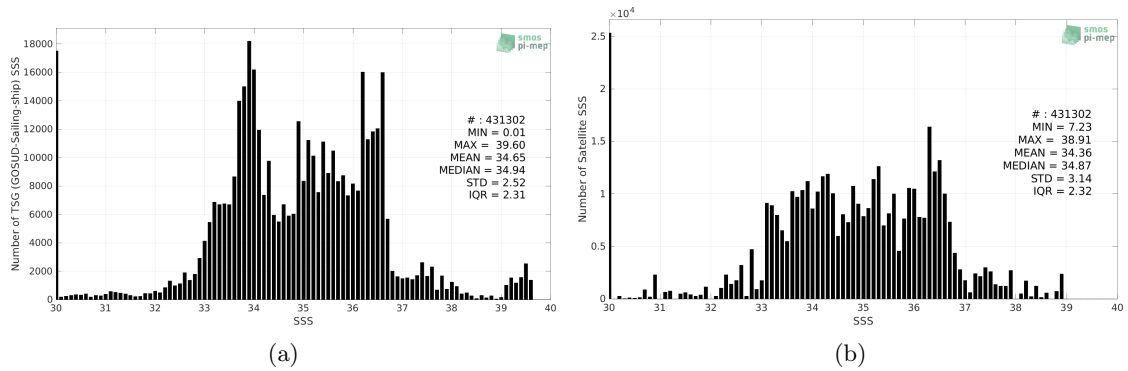 smos
pi-mep
Number of TSG (GOSUD-Sailing-ship) SSS
18000
16000
14000
12000
10000
8000
6000
4000
2000
0
# : 431302
MIN = 0.01
MAX = 39.60
MEAN = 34.65
MEDIAN = 34.94
STD = 2.52
IQR = 2.31
30 31 32 33 34 35 36 37 38 39 40
SSS
(a)
×10⁴
smos
pi-mep
Number of Satellite SSS
2.5
2
1.5
1
0.5
0
# : 431302
MIN = 7.23
MAX = 38.91
MEAN = 34.36
MEDIAN = 34.87
STD = 3.14
IQR = 2.32
30 31 32 33 34 35 36 37 38 39 40
SSS
(b)